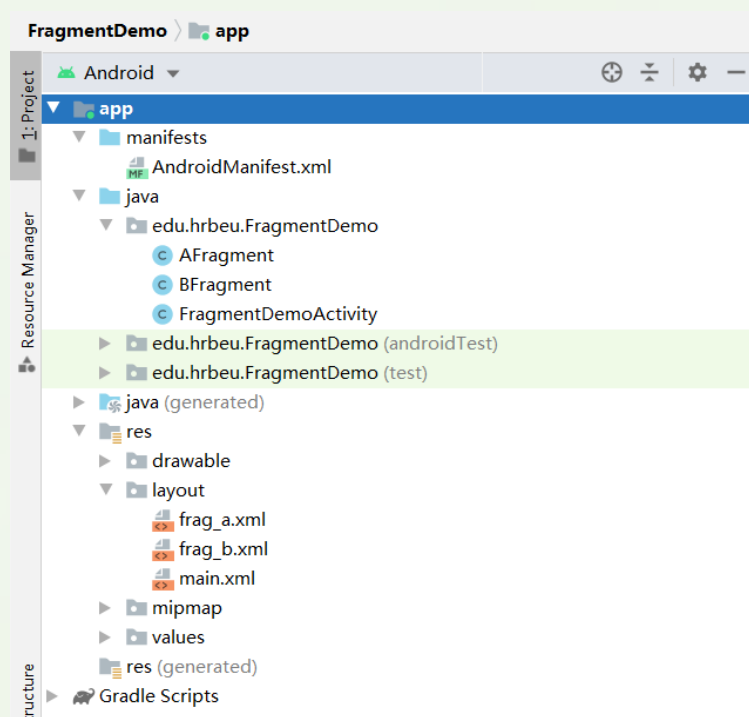 FragmentDemo app
Android
1: Project
Resource Manager
app
manifests
MF AndroidManifest.xml
java
edu.hrbeu.FragmentDemo
C AFragment
C BFragment
C FragmentDemoActivity
edu.hrbeu.FragmentDemo (androidTest)
edu.hrbeu.FragmentDemo (test)
java (generated)
res
drawable
layout
frag_a.xml
frag_b.xml
main.xml
mipmap
values
res (generated)
Gradle Scripts
ructure